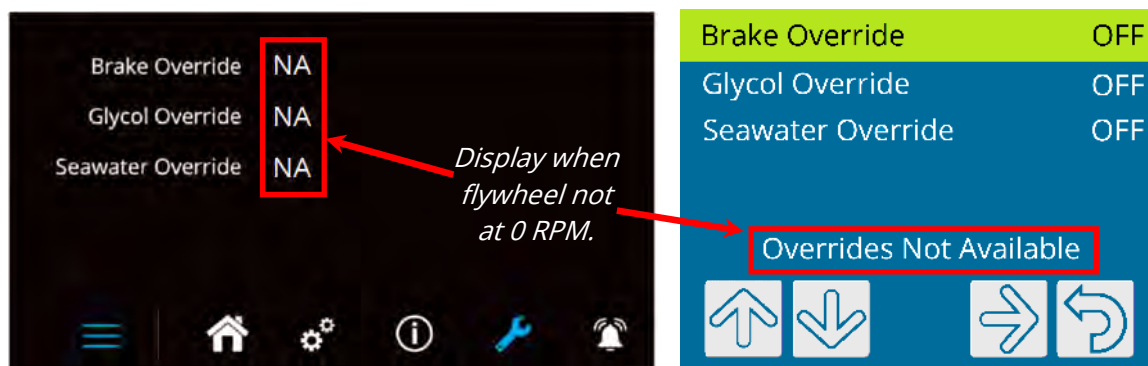 Brake Override NA
Glycol Override NA
Seawater Override NA
Display when
flywheel not
at 0 RPM.
Brake Override OFF
Glycol Override OFF
Seawater Override OFF
Overrides Not Available